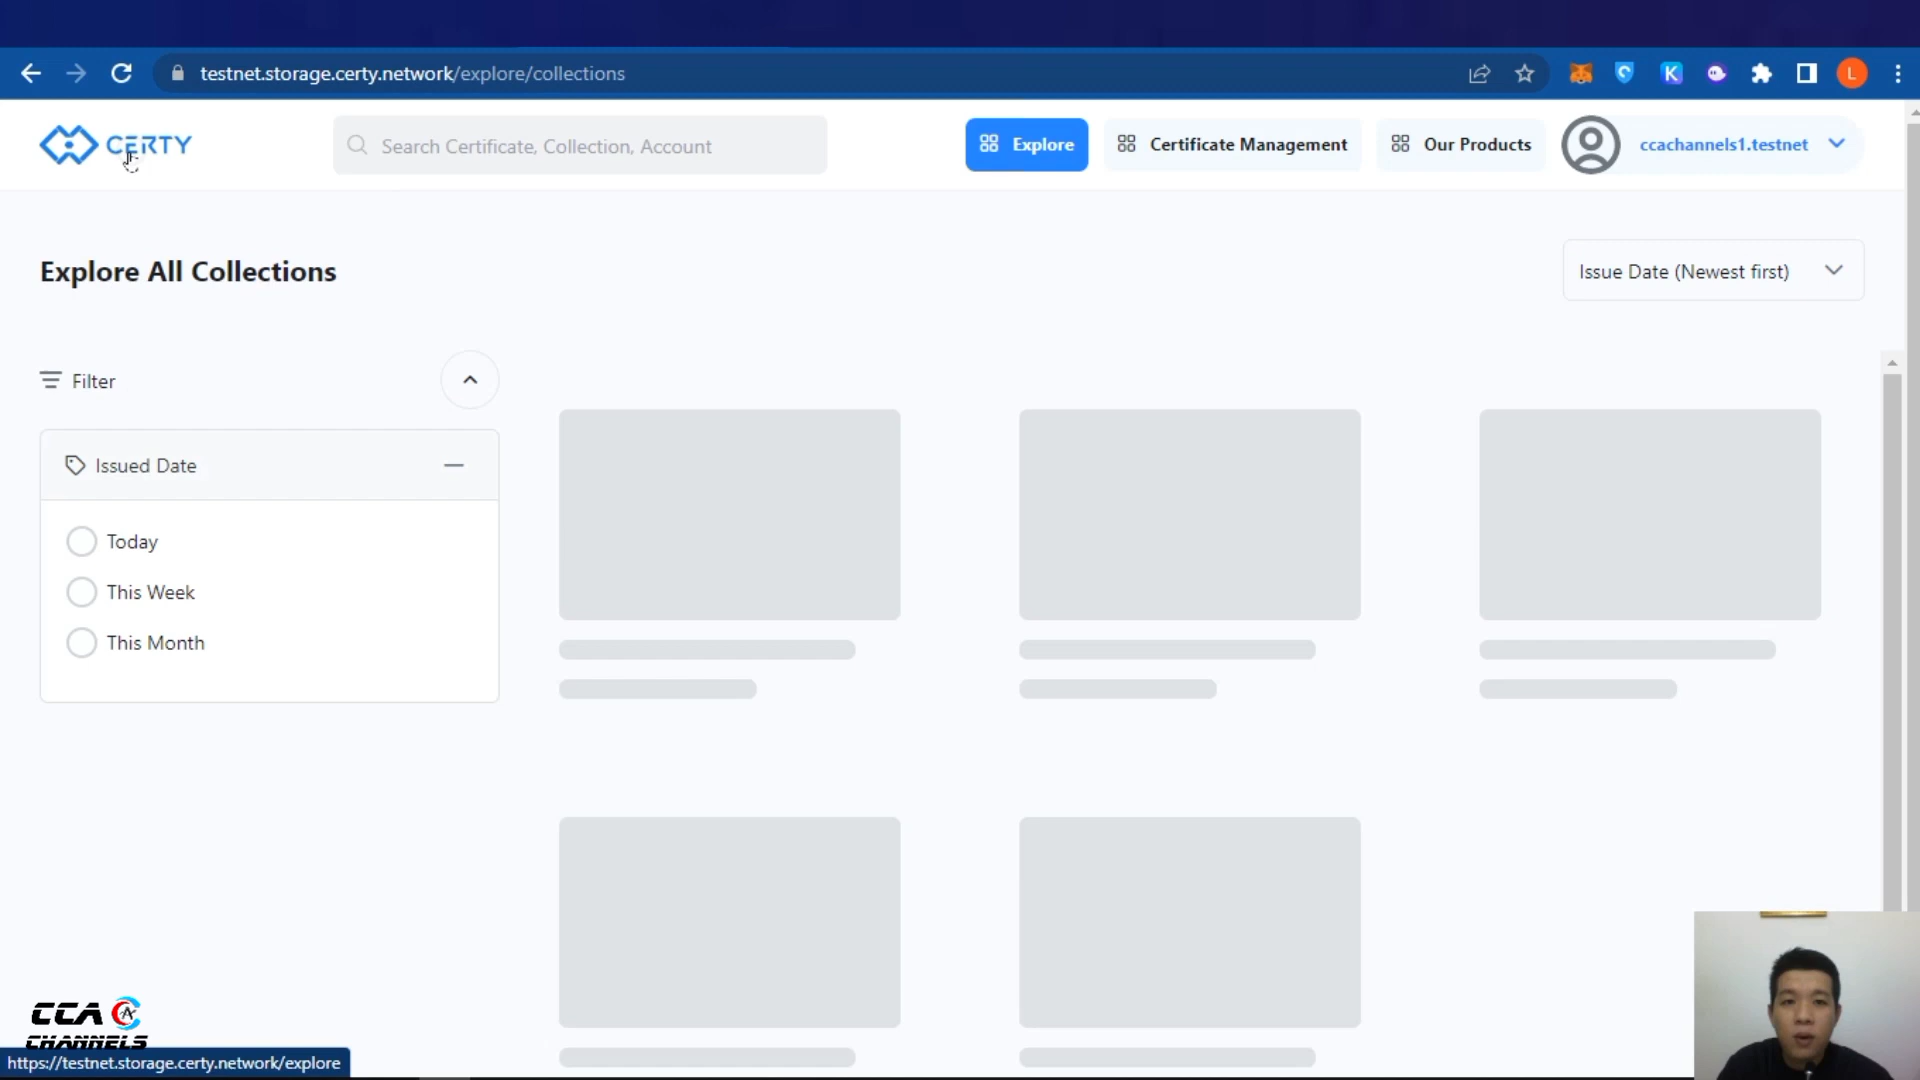 testnet.storage.certy.network/explore/collections
K
L
CERTY
Search Certificate, Collection, Account
Explore
Certificate Management
Our Products
ccachannels1.testnet
Explore All Collections
Issue Date (Newest first)
Filter
Issued Date
Today
This Week
This Month
CCA
CHANNELS
https://testnet.storage.certy.network/explore